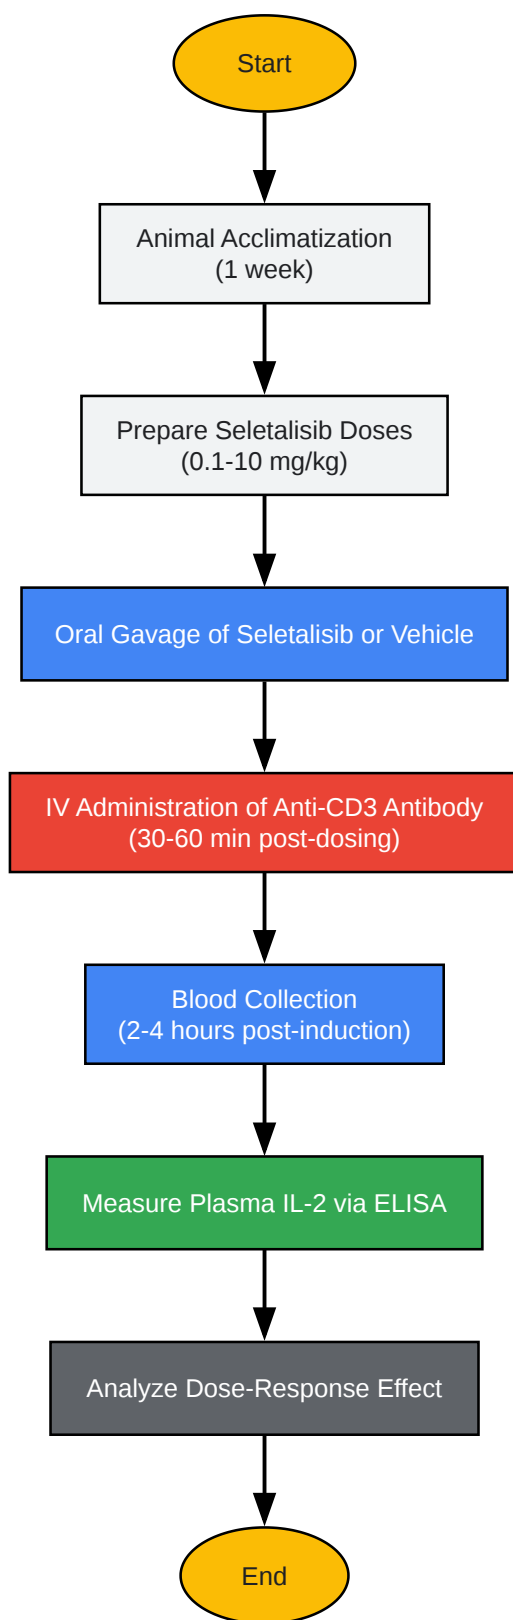 Start
Animal Acclimatization
(1 week)
Prepare Seletalisib Doses
(0.1-10 mg/kg)
Oral Gavage of Seletalisib or Vehicle
IV Administration of Anti-CD3 Antibody
(30-60 min post-dosing)
Blood Collection
(2-4 hours post-induction)
Measure Plasma IL-2 via ELISA
Analyze Dose-Response Effect
End